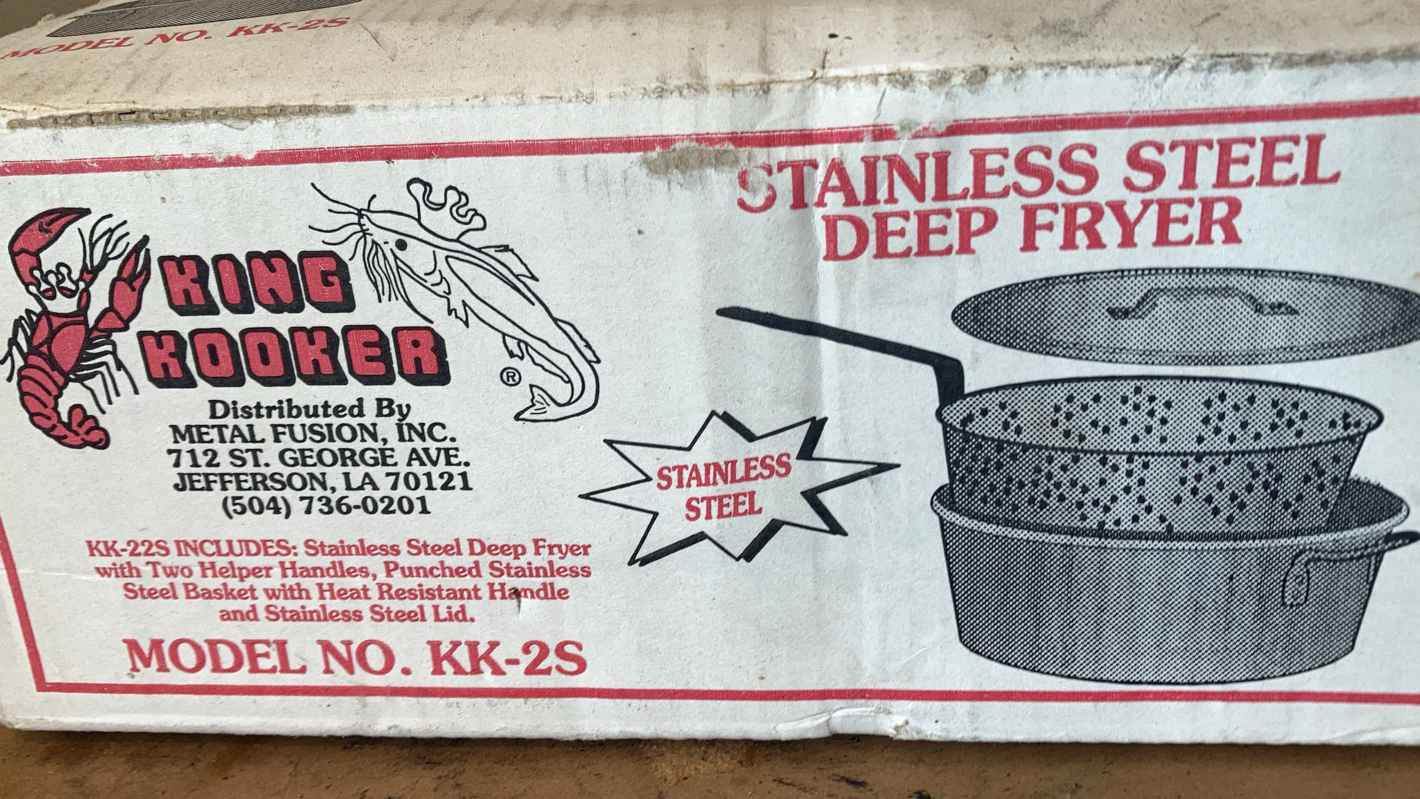 MODEL NO. KK-2S
STAINLESS STEEL
DEEP FRYER
KING
KOOKER
®
Distributed By
METAL FUSION, INC.
712 ST. GEORGE AVE.
JEFFERSON, LA 70121
(504) 736-0201
STAINLESS
STEEL
KK-22S INCLUDES: Stainless Steel Deep Fryer
with Two Helper Handles, Punched Stainless
Steel Basket with Heat Resistant Handle
and Stainless Steel Lid.
MODEL NO. KK-2S